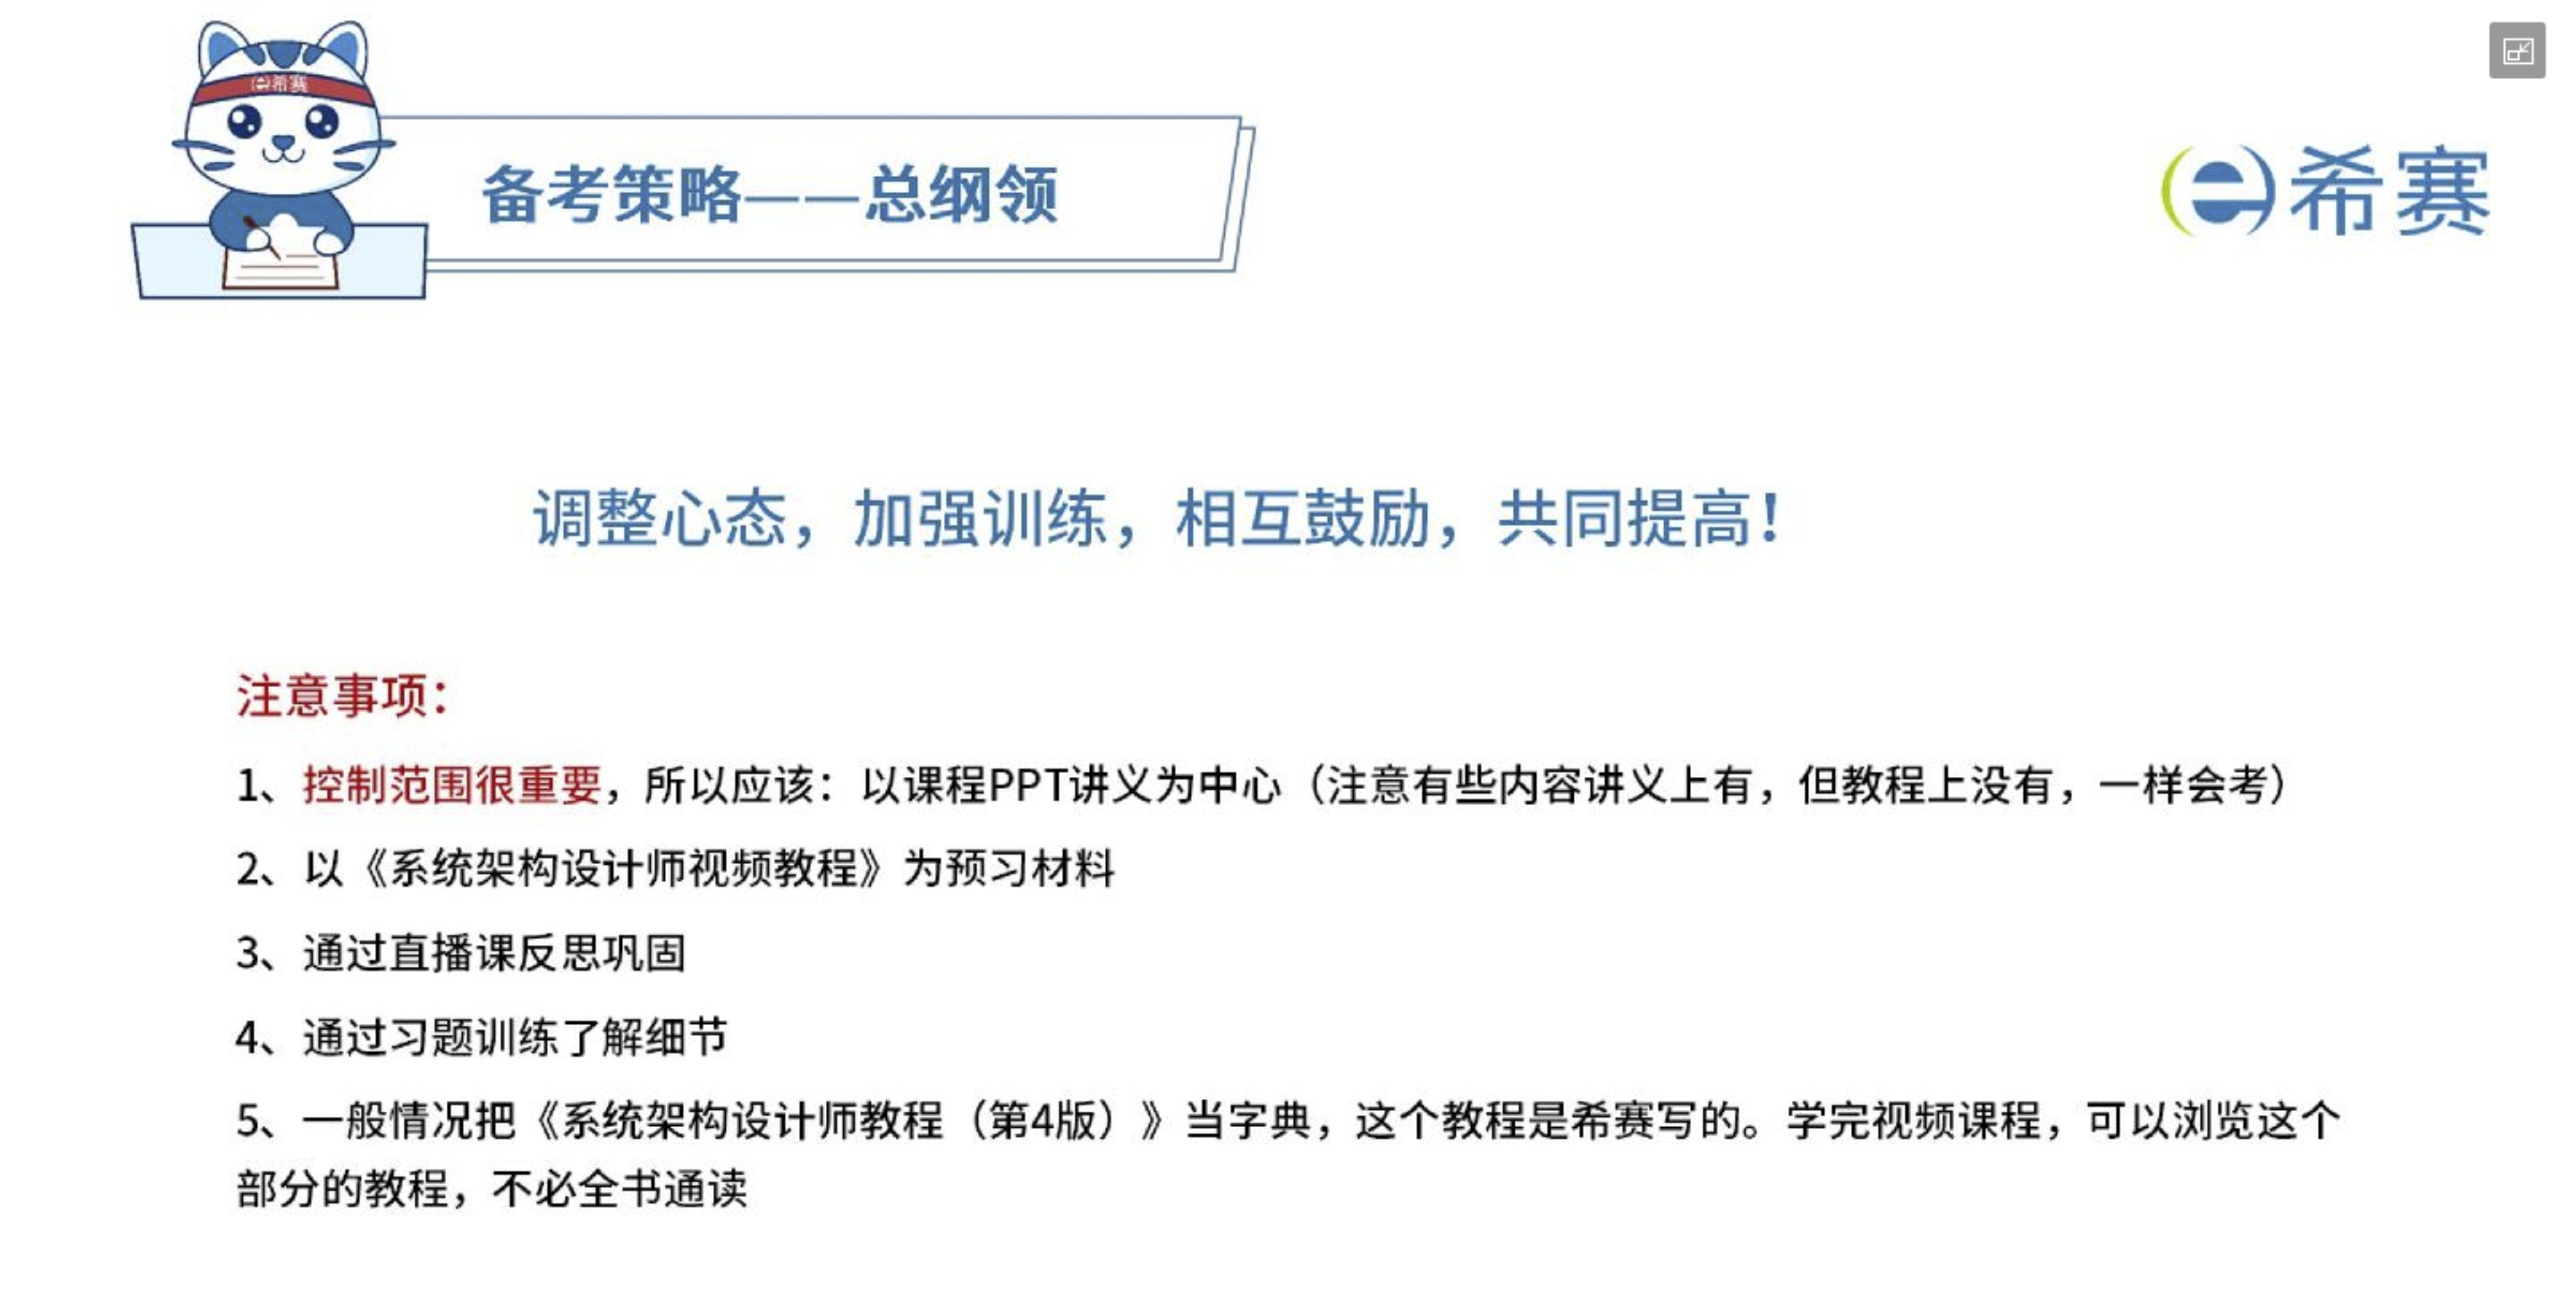 希赛
备考策略——总纲领
希赛
调整心态，加强训练，相互鼓励，共同提高！
注意事项：
1、控制范围很重要，所以应该：以课程PPT讲义为中心（注意有些内容讲义上有，但教程上没有，一样会考）
2、以《系统架构设计师视频教程》为预习材料
3、通过直播课反思巩固
4、通过习题训练了解细节
5、一般情况把《系统架构设计师教程（第4版）》当字典，这个教程是希赛写的。学完视频课程，可以浏览这个
部分的教程，不必全书通读